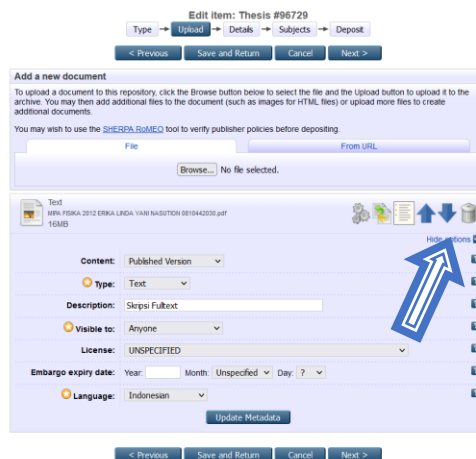 Edit item: Thesis #96729
Type → Upload → Details → Subjects → Deposit
< Previous Save and Return Cancel Next >
Add a new document
To upload a document to this repository, click the Browse button below to select the file and the Upload button to upload it to the
archive. You may then add additional files to the document (such as images for HTML files) or upload more files to create
additional documents.
You may wish to use the SHERPA RoMEO tool to verify publisher policies before depositing.
File From URL
Browse... No file selected.
Text
MIPA FISIKA 2012 ERIKA LINDA YANI NASUTION 0810442030.pdf
16MB
Hide options
Content: Published Version
Type: Text
Description: Skripsi Fulltext
Visible to: Anyone
License: UNSPECIFIED
Embargo expiry date: Year: Month: Unspecified Day: ?
Language: Indonesian
Update Metadata
< Previous Save and Return Cancel Next >